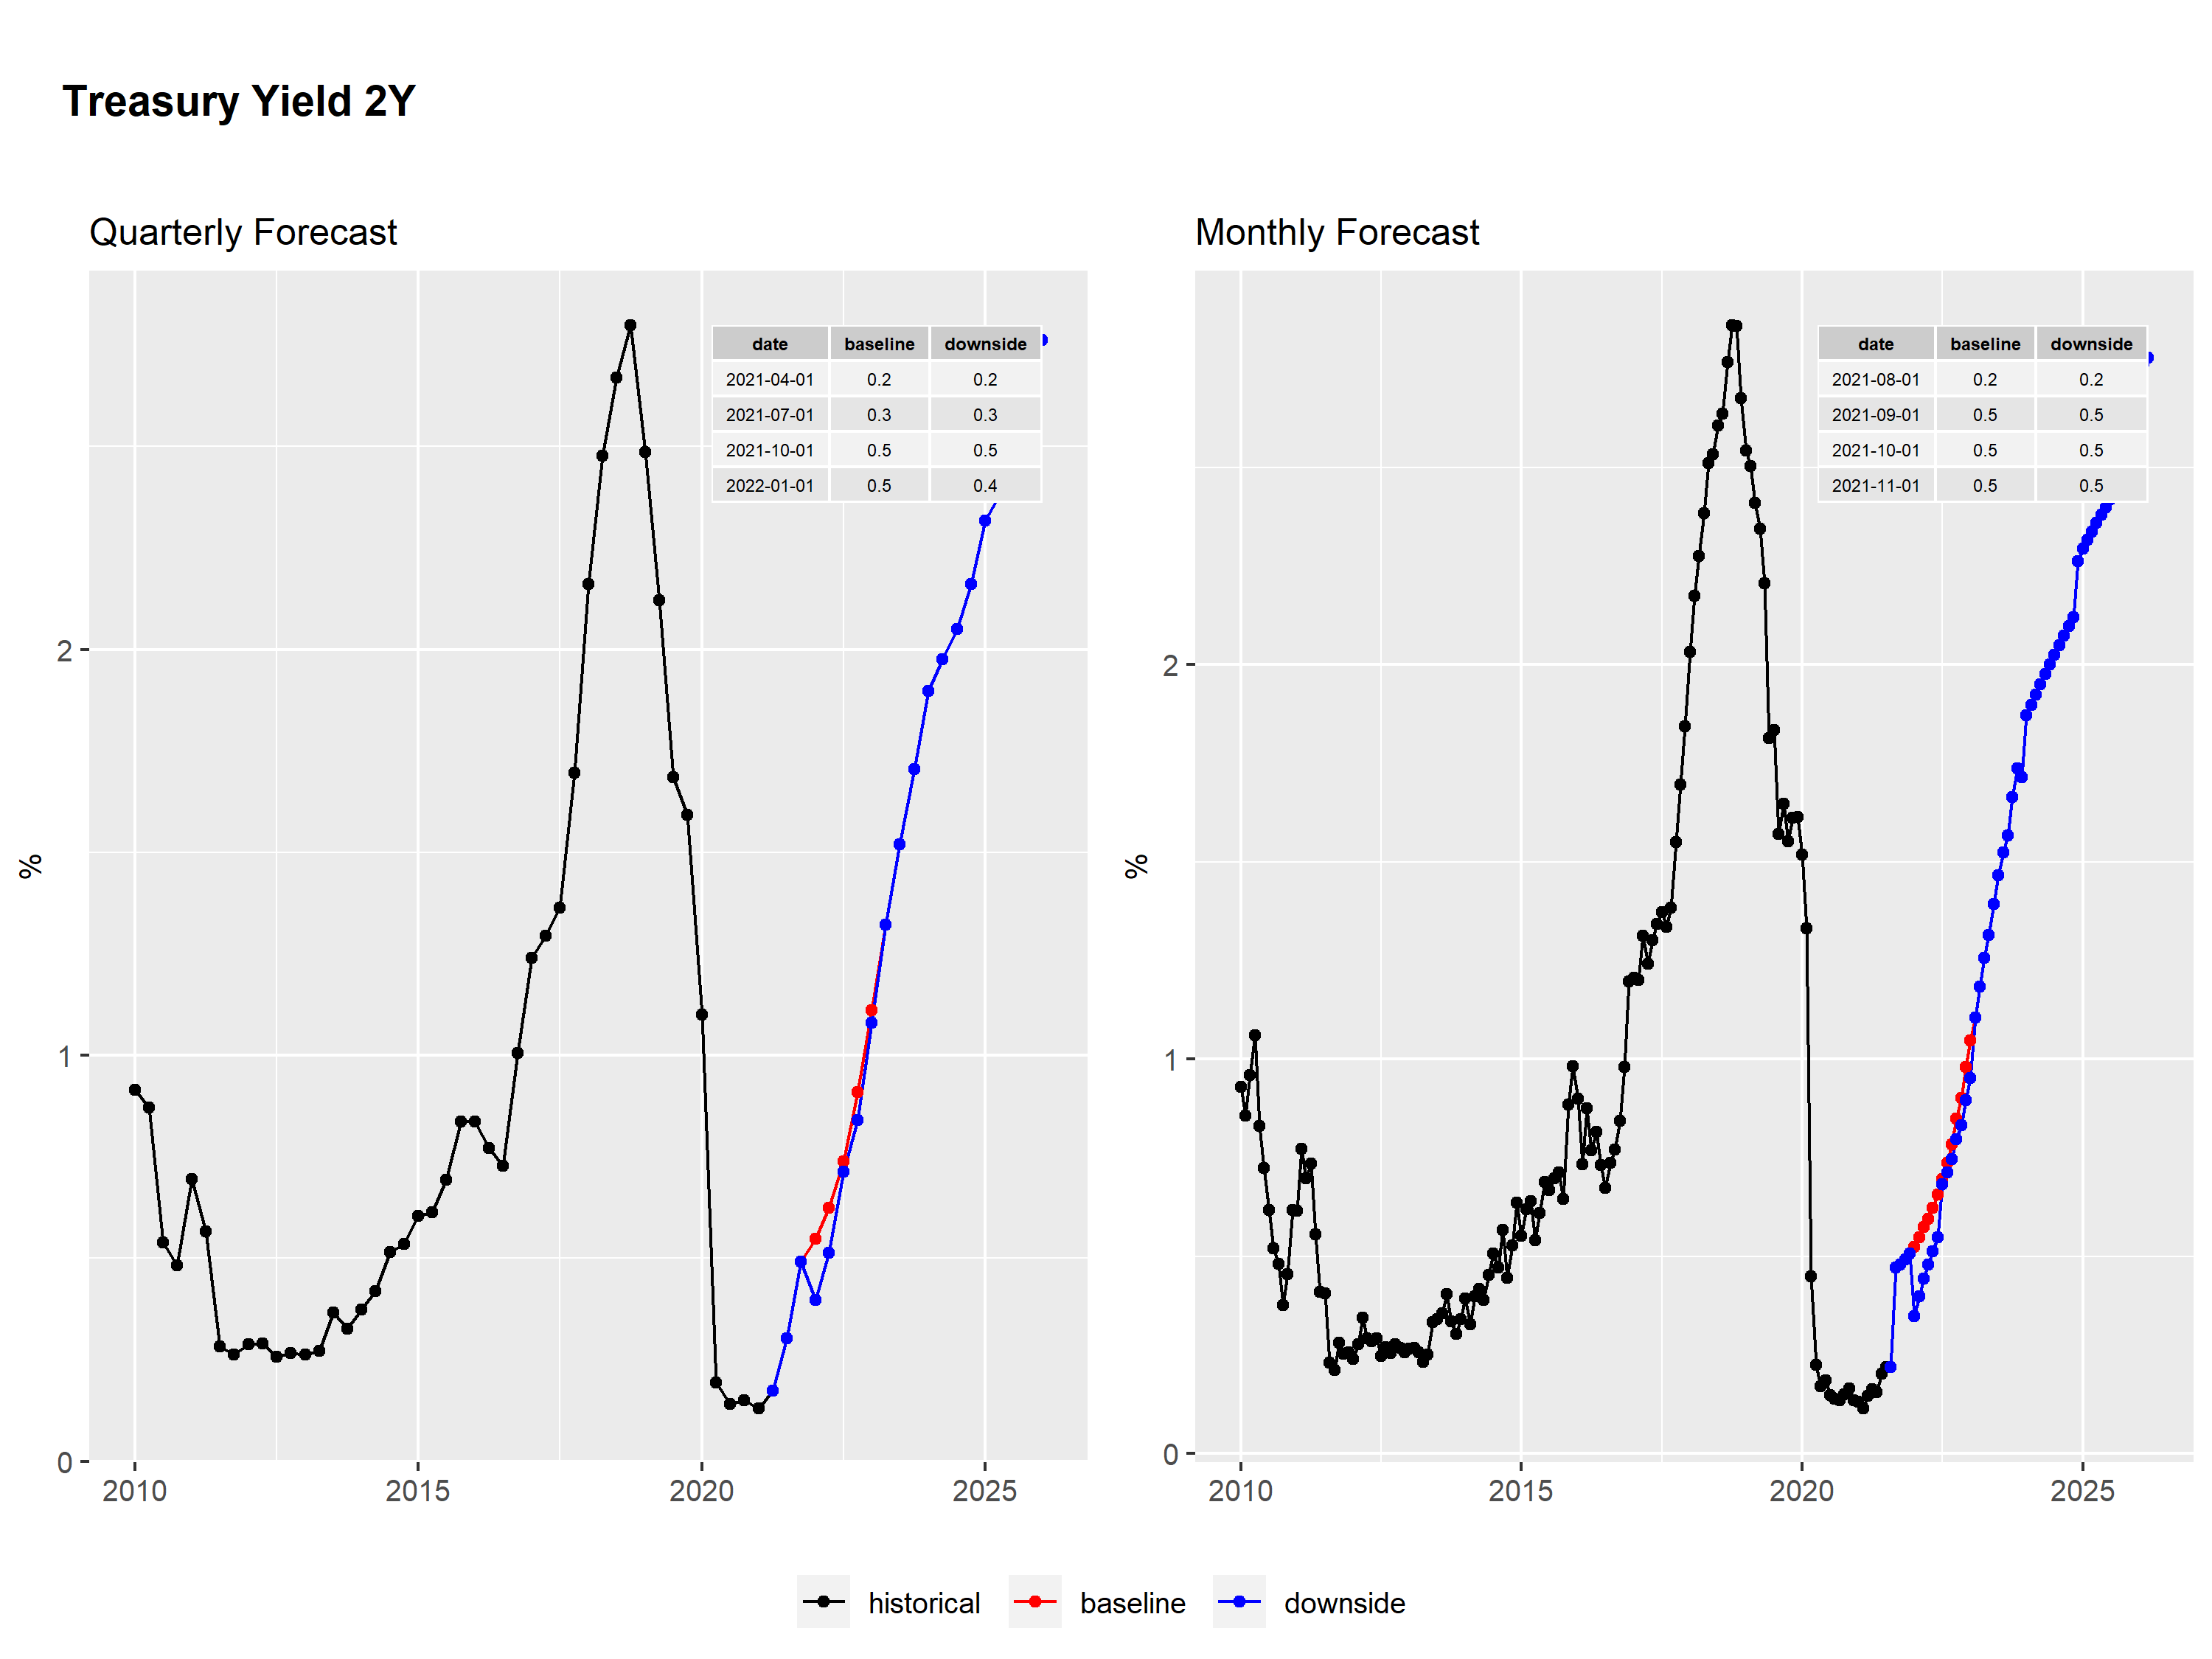 Treasury Yield 2Y
Quarterly Forecast
date baseline downside
2021-04-01 0.2 0.2
2021-07-01 0.3 0.3
2021-10-01 0.5 0.5
2022-01-01 0.5 0.4
%
2
1
0
2010 2015 2020 2025
Monthly Forecast
date baseline downside
2021-08-01 0.2 0.2
2021-09-01 0.5 0.5
2021-10-01 0.5 0.5
2021-11-01 0.5 0.5
%
2
1
0
2010 2015 2020 2025
historical baseline downside